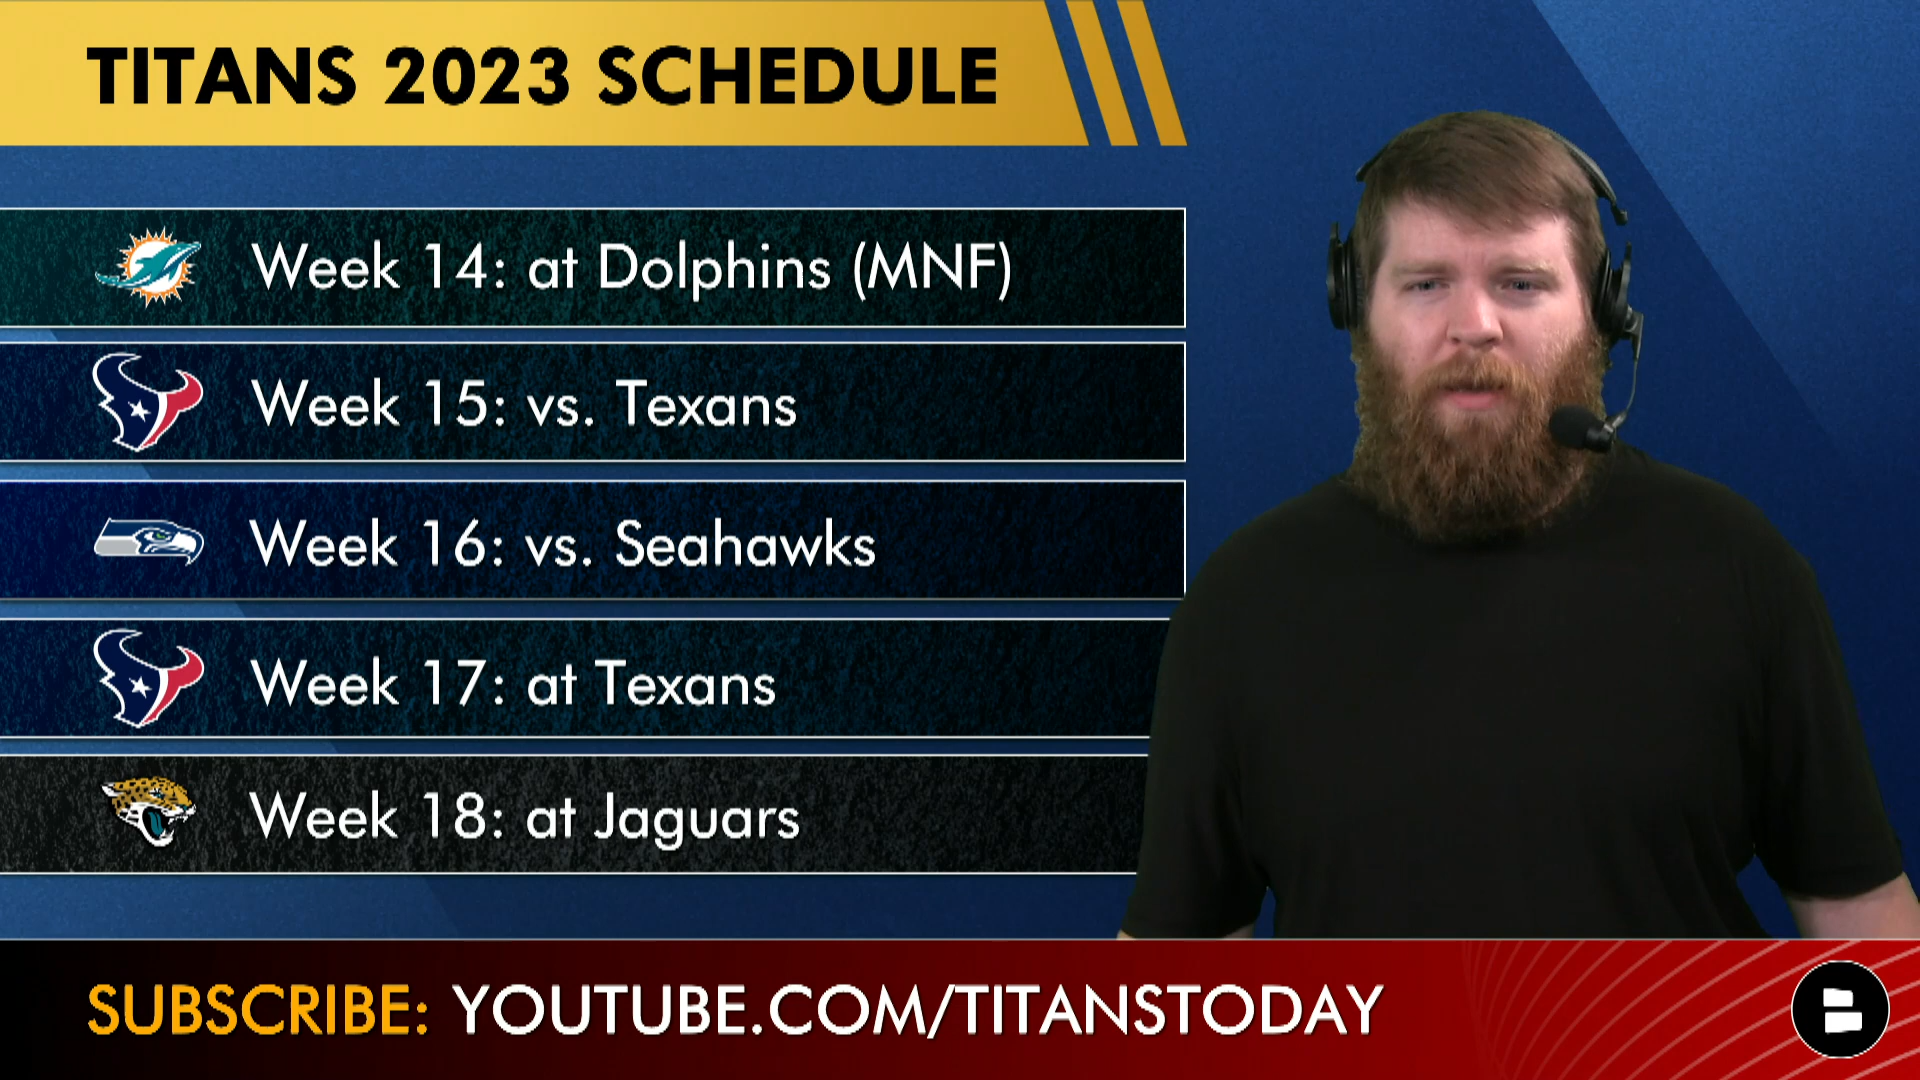 TITANS 2023 SCHEDULE
Week 14: at Dolphins (MNF)
Week 15: vs. Texans
Week 16: vs. Seahawks
Week 17: at Texans
Week 18: at Jaguars
SUBSCRIBE: YOUTUBE.COM/TITANSTODAY